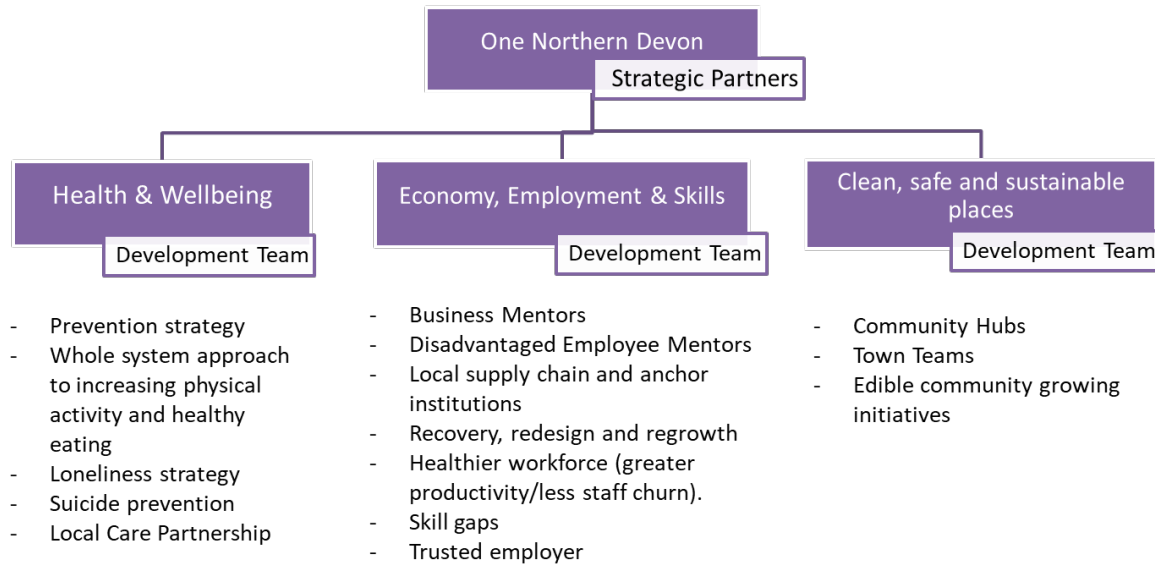 One Northern Devon
Strategic Partners
Health & Wellbeing
Development Team
- Prevention strategy
- Whole system approach
to increasing physical
activity and healthy
eating
- Loneliness strategy
- Suicide prevention
- Local Care Partnership
Economy, Employment & Skills
Development Team
- Business Mentors
- Disadvantaged Employee Mentors
- Local supply chain and anchor
institutions
- Recovery, redesign and regrowth
- Healthier workforce (greater
productivity/less staff churn).
- Skill gaps
- Trusted employer
Clean, safe and sustainable
places
Development Team
- Community Hubs
- Town Teams
- Edible community growing
initiatives